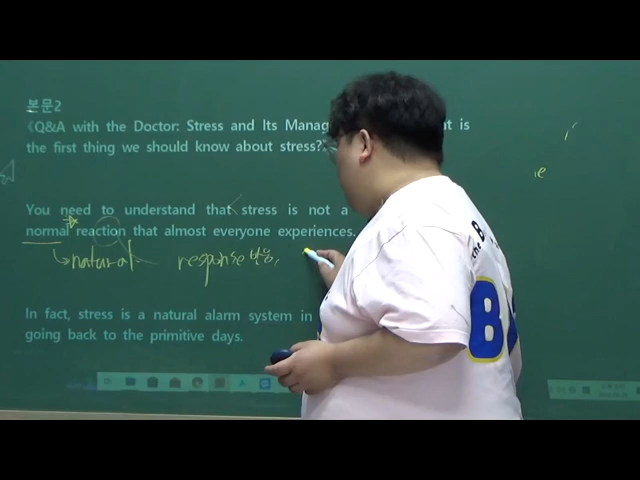 본문2
《Q&A with the Doctor: Stress and Its Manag t is
the first thing we should know about stress?
You need to understand that stress is not a
normal reaction that almost everyone experiences.
natural response 반응,
In fact, stress is a natural alarm system in
going back to the primitive days.